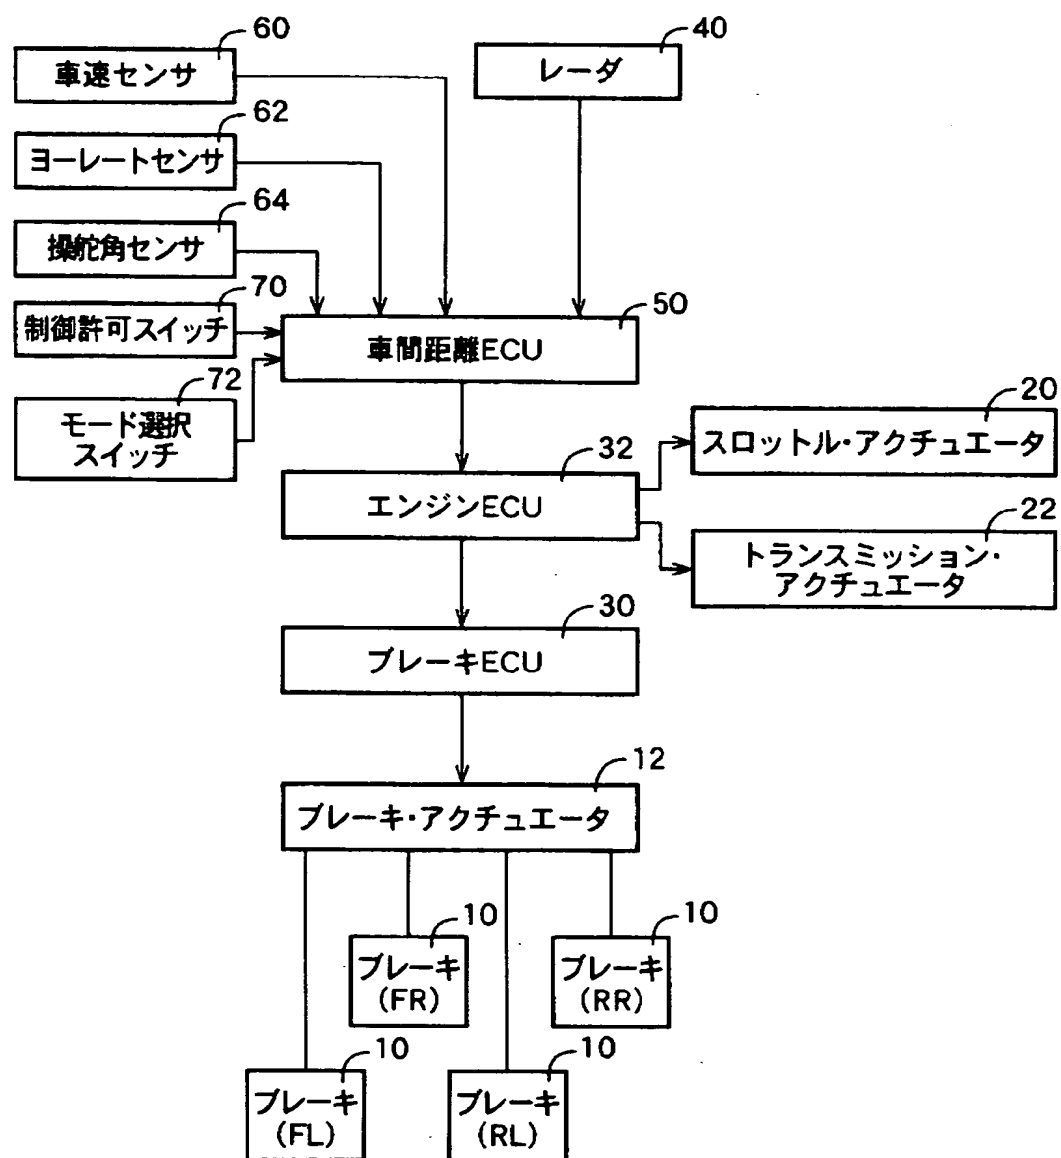 60
車速センサ
40
レーダ
62
ヨーレートセンサ
64
操舵角センサ
70
制御許可スイッチ
50
車間距離ECU
72
モード選択
スイッチ
20
スロットル・アクチュエータ
32
エンジンECU
22
トランスミッション・
アクチュエータ
30
ブレーキECU
12
ブレーキ・アクチュエータ
10
ブレーキ
(FR)
10
ブレーキ
(RR)
10
ブレーキ
(FL)
10
ブレーキ
(RL)